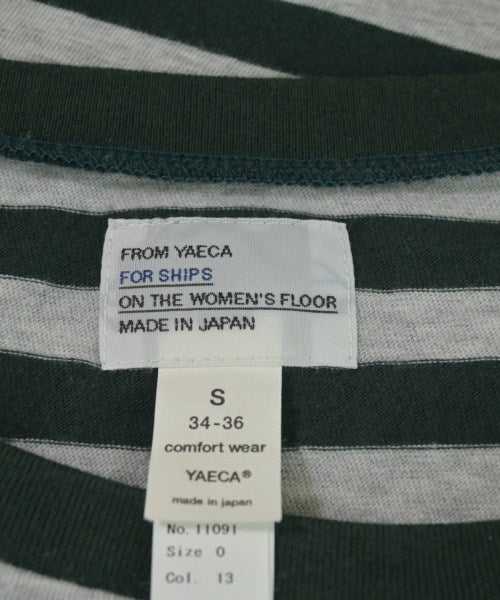 FROM YAECA
FOR SHIPS
ON THE WOMEN'S FLOOR
MADE IN JAPAN
S
34-36
comfort wear
YAECA®
made in japan
No. 11091
Size 0
Col. 13